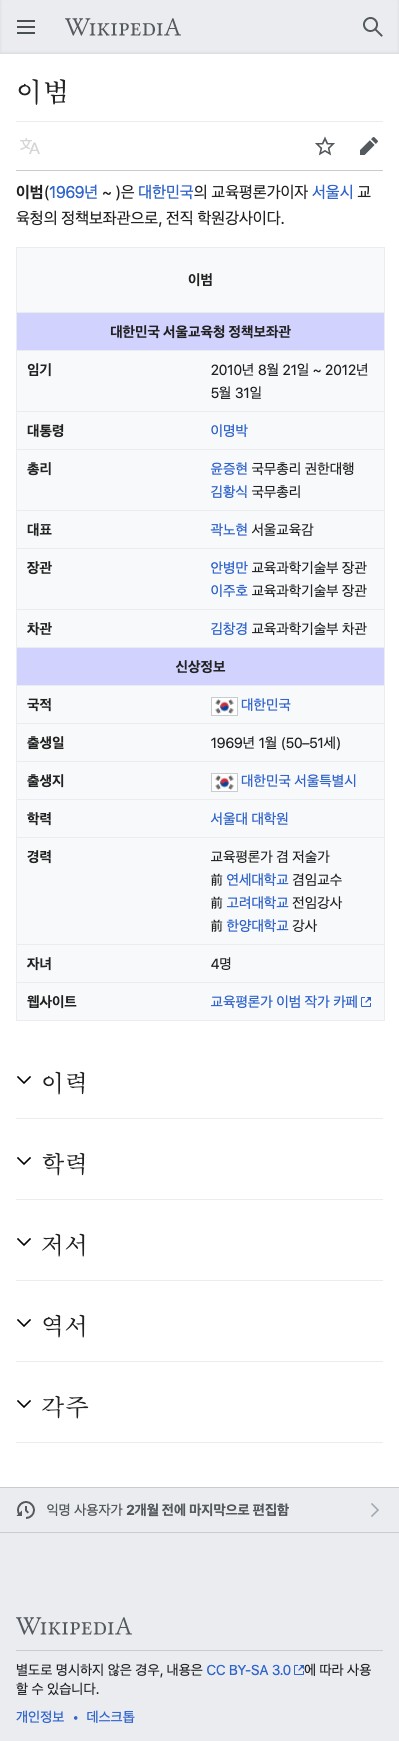 WIKIPEDIA
이범
이범(1969년 ~ )은 대한민국의 교육평론가이자 서울시 교
육청의 정책보좌관으로, 전직 학원강사이다.
이범
대한민국 서울교육청 정책보좌관
임기 2010년 8월 21일 ~ 2012년
5월 31일
대통령 이명박
총리 윤증현 국무총리 권한대행
김황식 국무총리
대표 곽노현 서울교육감
장관 안병만 교육과학기술부 장관
이주호 교육과학기술부 장관
차관 김창경 교육과학기술부 차관
신상정보
국적 대한민국
출생일 1969년 1월 (50–51세)
출생지 대한민국 서울특별시
학력 서울대 대학원
경력 교육평론가 겸 저술가
前 연세대학교 겸임교수
前 고려대학교 전임강사
前 한양대학교 강사
자녀 4명
웹사이트 교육평론가 이범 작가 카페
이력
학력
저서
역서
각주
익명 사용자가 2개월 전에 마지막으로 편집함
WIKIPEDIA
별도로 명시하지 않은 경우, 내용은 CC BY-SA 3.0에 따라 사용
할 수 있습니다.
개인정보 • 데스크톱